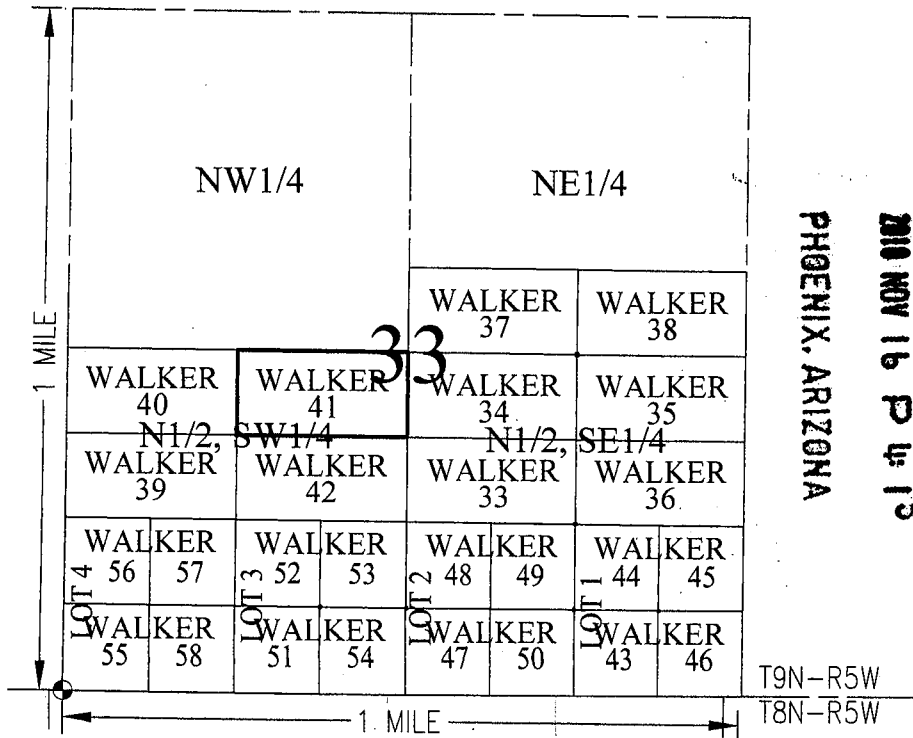 NW1/4 NE1/4
1 MILE
33
WALKER WALKER
37 38
WALKER WALKER WALKER WALKER
40 41 34 35
N1/2, SW1/4 N1/2, SE1/4
WALKER WALKER WALKER WALKER
39 42 33 36
WALKER WALKER WALKER WALKER
56 57 52 53 48 49 44 45
LOT 4 LOT 3 LOT 2 LOT 1
WALKER WALKER WALKER WALKER
55 58 51 54 47 50 43 46
T9N-R5W
T8N-R5W
1 MILE
2010 NOV 16 P 4:
PHOENIX, ARIZONA